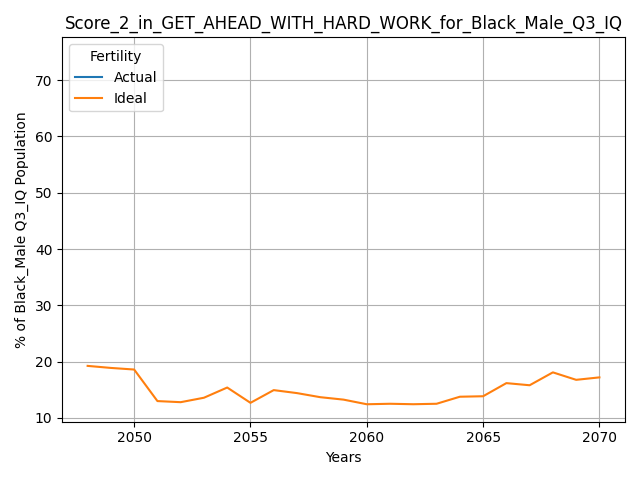 Score_2_in_GET_AHEAD_WITH_HARD_WORK_for_Black_Male_Q3_IQ
Fertility
Actual
Ideal
% of Black_Male Q3_IQ Population
70
60
50
40
30
20
10
2050 2055 2060 2065 2070
Years